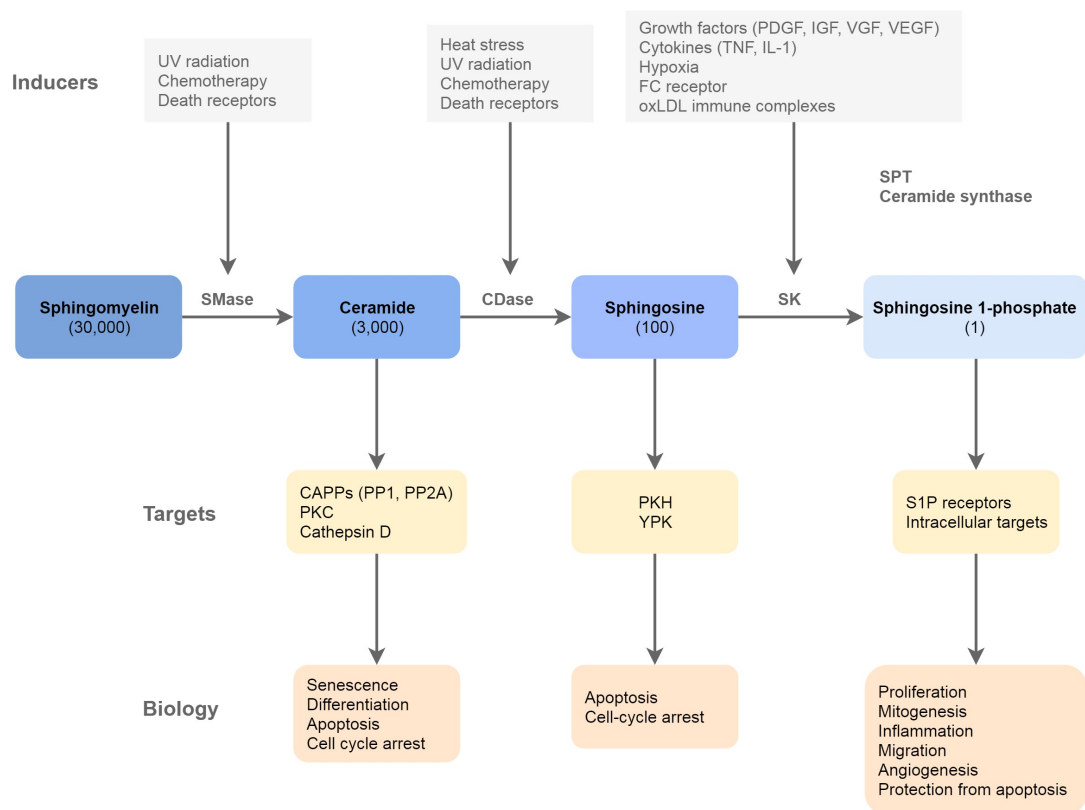 Inducers
UV radiation
Chemotherapy
Death receptors
Heat stress
UV radiation
Chemotherapy
Death receptors
Growth factors (PDGF, IGF, VGF, VEGF)
Cytokines (TNF, IL-1)
Hypoxia
FC receptor
oxLDL immune complexes
SPT
Ceramide synthase
Sphingomyelin
(30,000)
SMase
Ceramide
(3,000)
CDase
Sphingosine
(100)
SK
Sphingosine 1-phosphate
(1)
Targets
CAPPs (PP1, PP2A)
PKC
Cathepsin D
PKH
YPK
S1P receptors
Intracellular targets
Biology
Senescence
Differentiation
Apoptosis
Cell cycle arrest
Apoptosis
Cell-cycle arrest
Proliferation
Mitogenesis
Inflammation
Migration
Angiogenesis
Protection from apoptosis